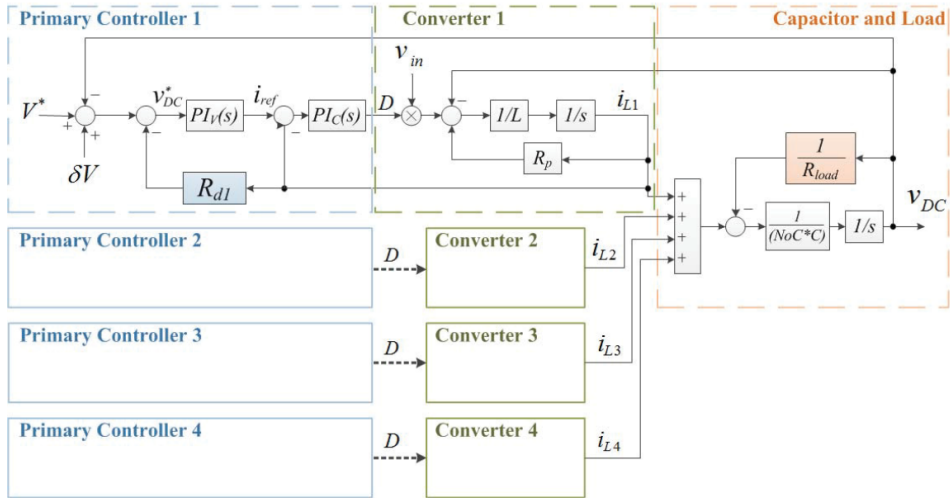 Primary Controller 1
Converter 1
Capacitor and Load
v_in
−
−
V*
+
+
δV
v*_DC
−
PI_V(s)
i_ref
−
PI_C(s)
D
×
1/L
1/s
i_L1
R_p
R_d1
1
R_load
−
1
(NoC*C)
1/s
v_DC
+
+
+
+
Primary Controller 2
D
Converter 2
i_L2
Primary Controller 3
D
Converter 3
i_L3
Primary Controller 4
D
Converter 4
i_L4